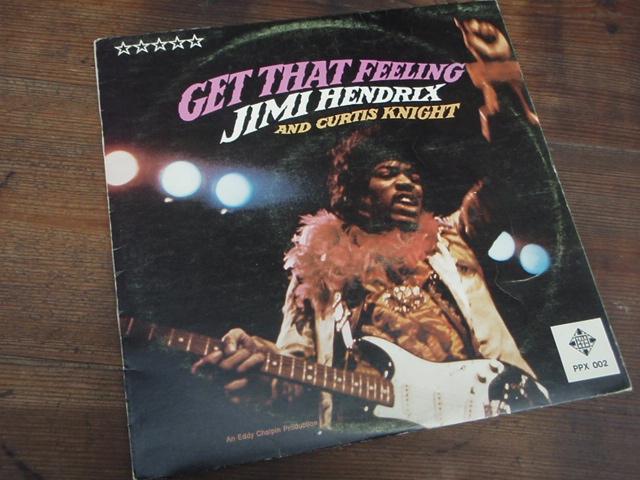 GET THAT FEELING
JIMI HENDRIX
AND CURTIS KNIGHT
PPX 002
An Eddy Chalpin Production